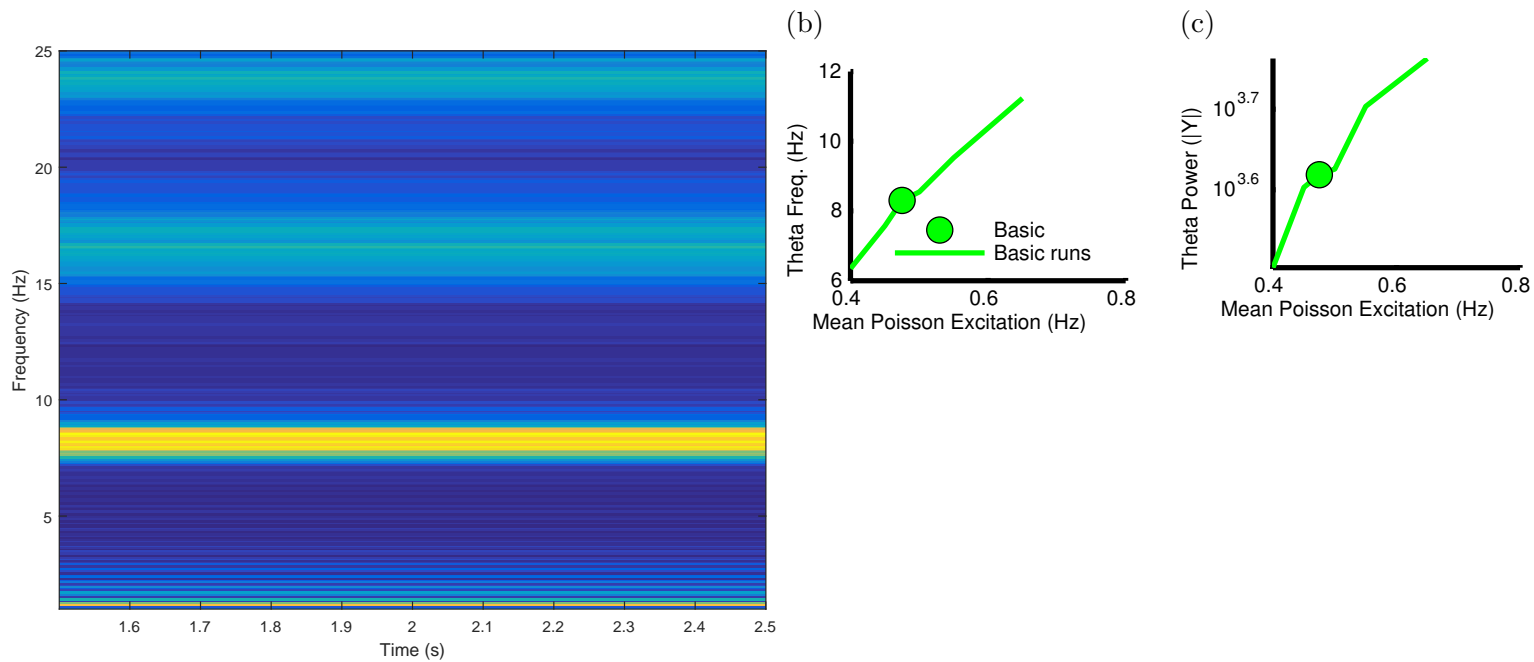 25
20
15
10
5
Frequency (Hz)
1.6 1.7 1.8 1.9 2 2.1 2.2 2.3 2.4 2.5
Time (s)
(b)
12
10
8
6
Theta Freq. (Hz)
Basic
Basic runs
0.4 0.6 0.8
Mean Poisson Excitation (Hz)
(c)
10^3.7
10^3.6
Theta Power (|Y|)
0.4 0.6 0.8
Mean Poisson Excitation (Hz)